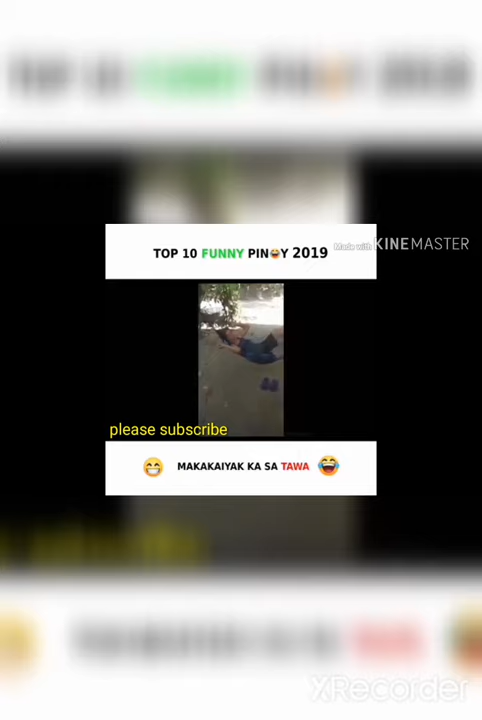 TOP 10 FUNNY PIN😂Y 2019
Made with KINEMASTER
please subscribe
😁 MAKAKAIYAK KA SA TAWA 😂
XRecorder